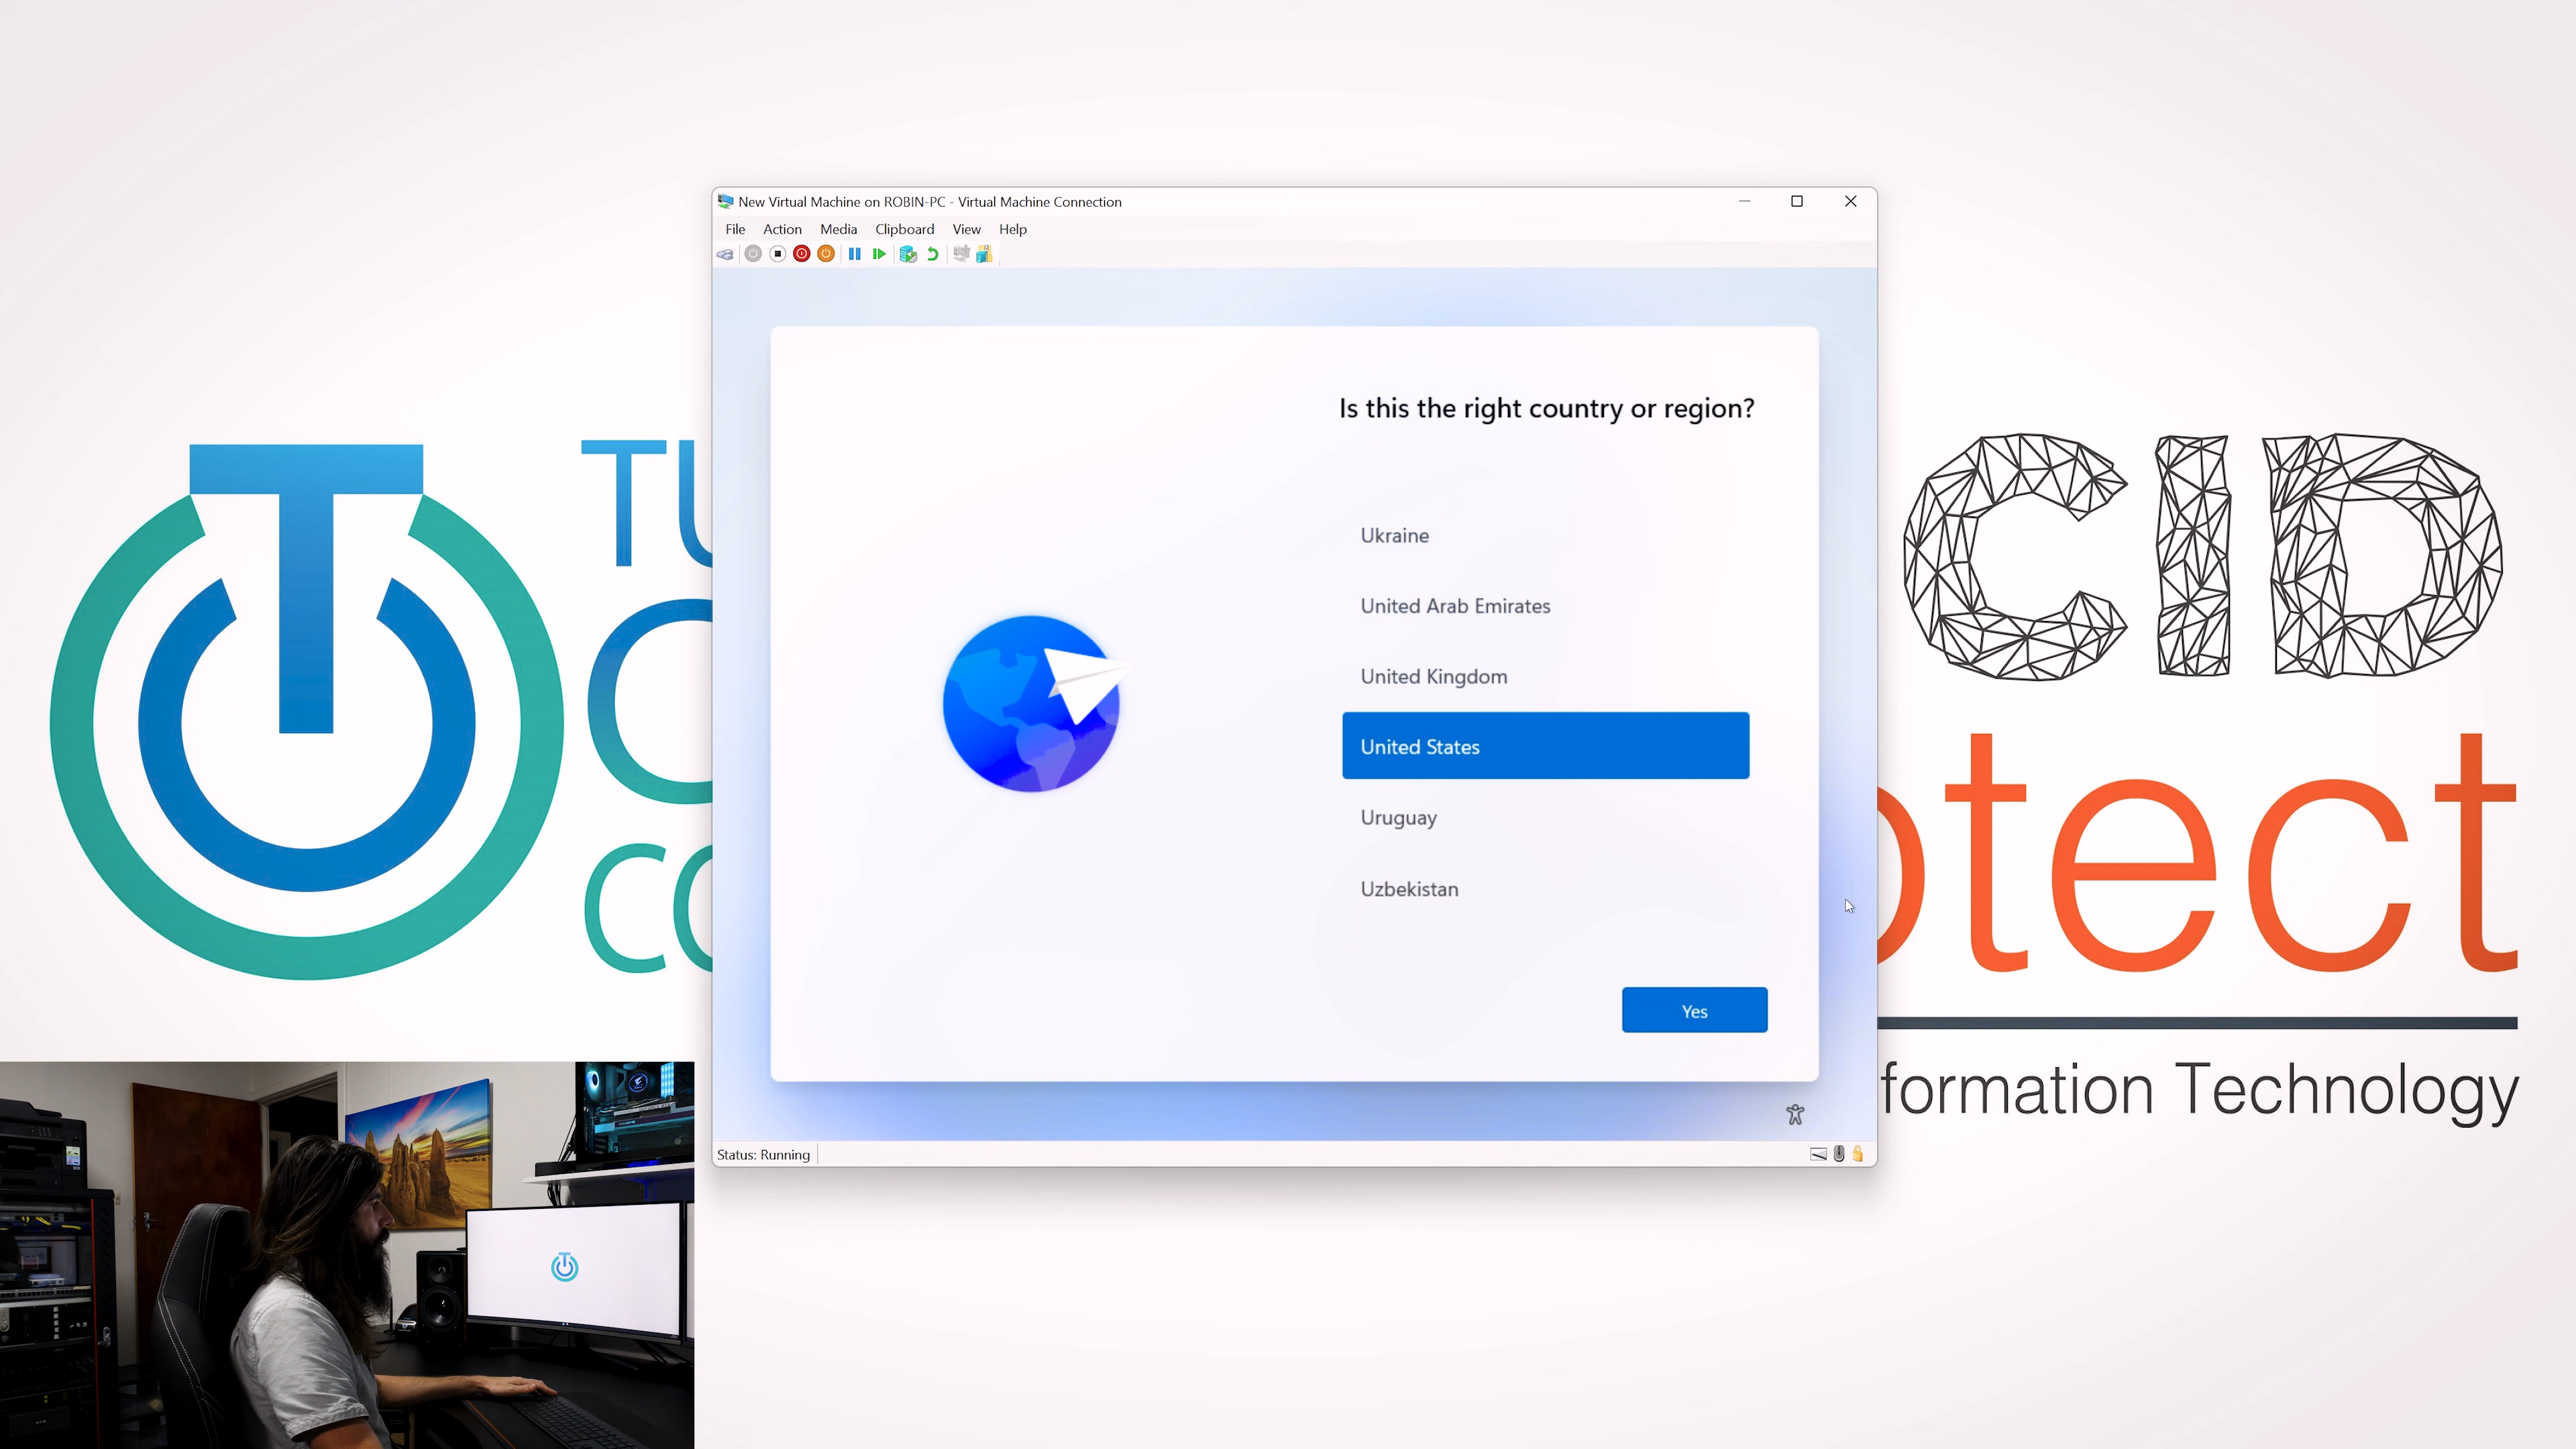 New Virtual Machine on ROBIN-PC - Virtual Machine Connection
File Action Media Clipboard View Help
Is this the right country or region?
Ukraine
United Arab Emirates
United Kingdom
United States
Uruguay
Uzbekistan
Yes
Status: Running
TU
C
CO
CID
otect
formation Technology